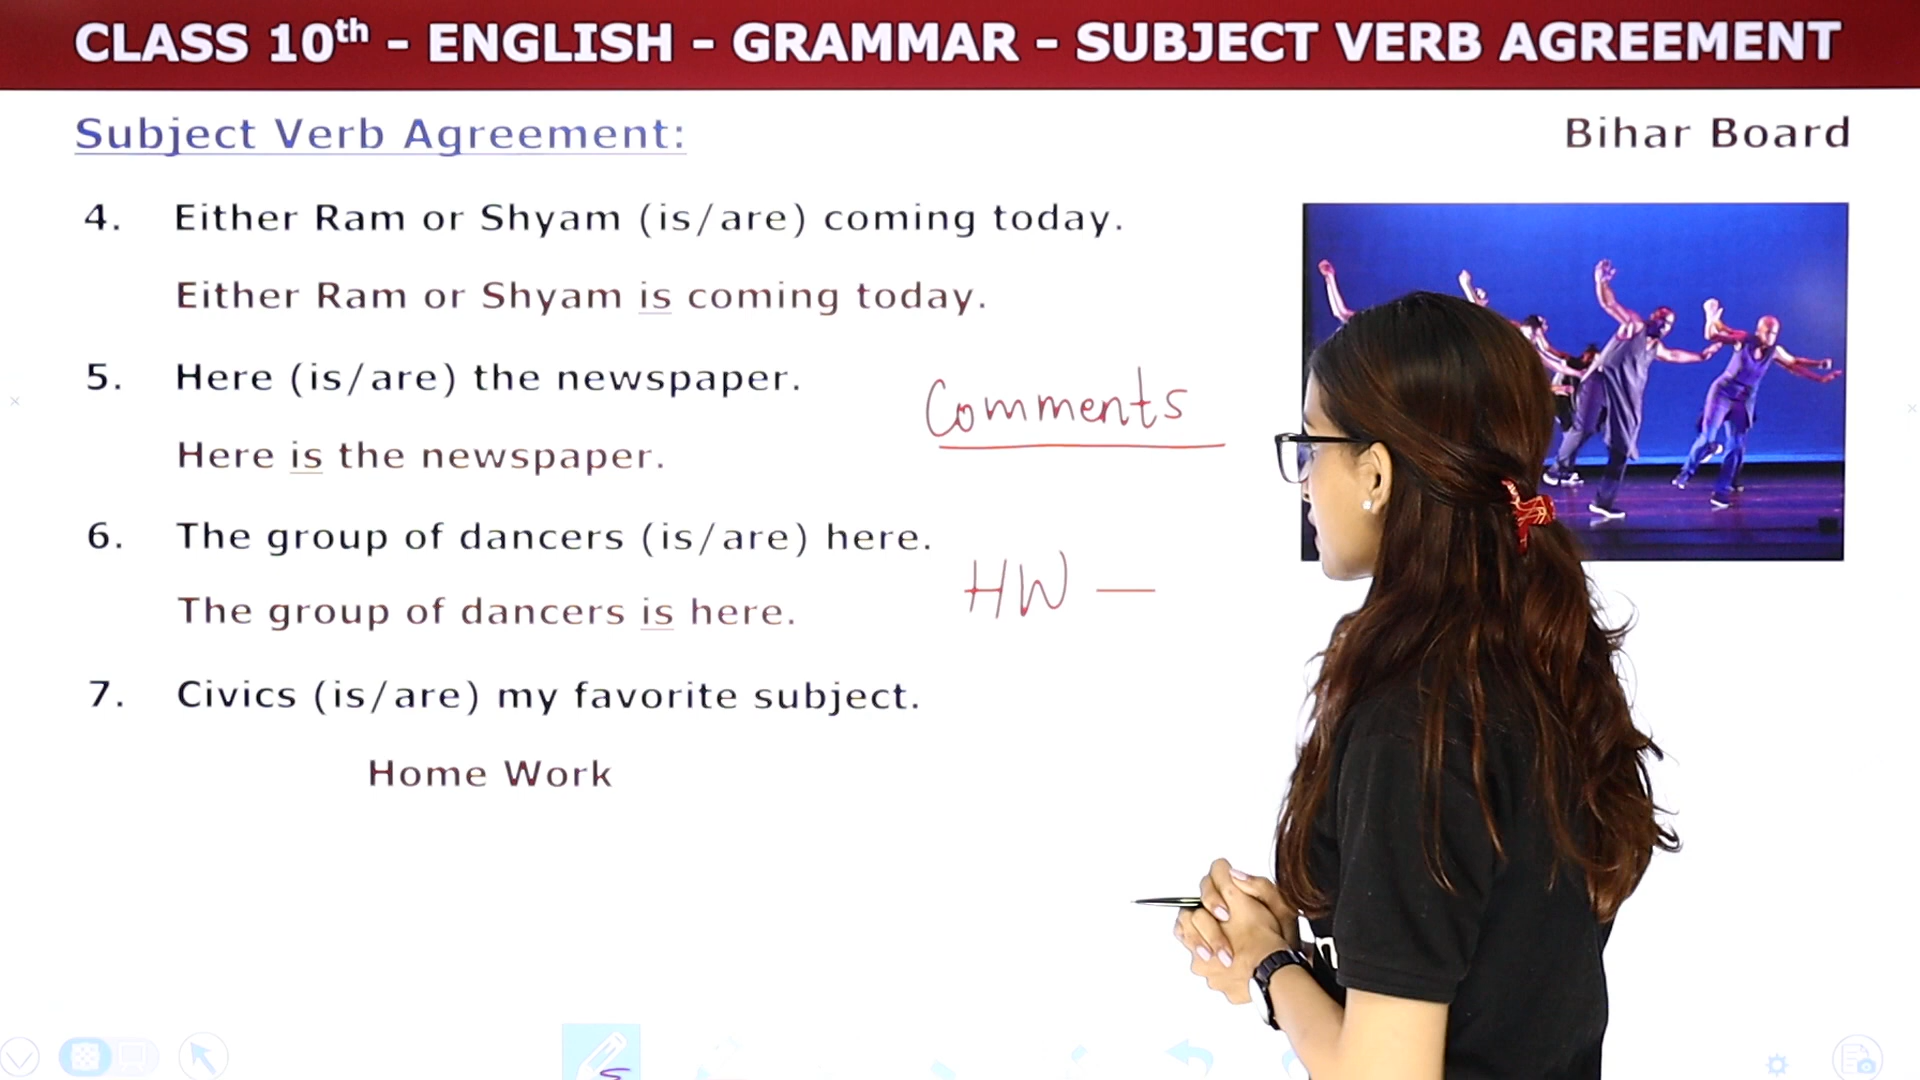 CLASS 10th - ENGLISH - GRAMMAR - SUBJECT VERB AGREEMENT
Subject Verb Agreement:
Bihar Board
4. Either Ram or Shyam (is/are) coming today.
Either Ram or Shyam is coming today.
5. Here (is/are) the newspaper.
Comments
Here is the newspaper.
6. The group of dancers (is/are) here.
HW —
The group of dancers is here.
7. Civics (is/are) my favorite subject.
Home Work